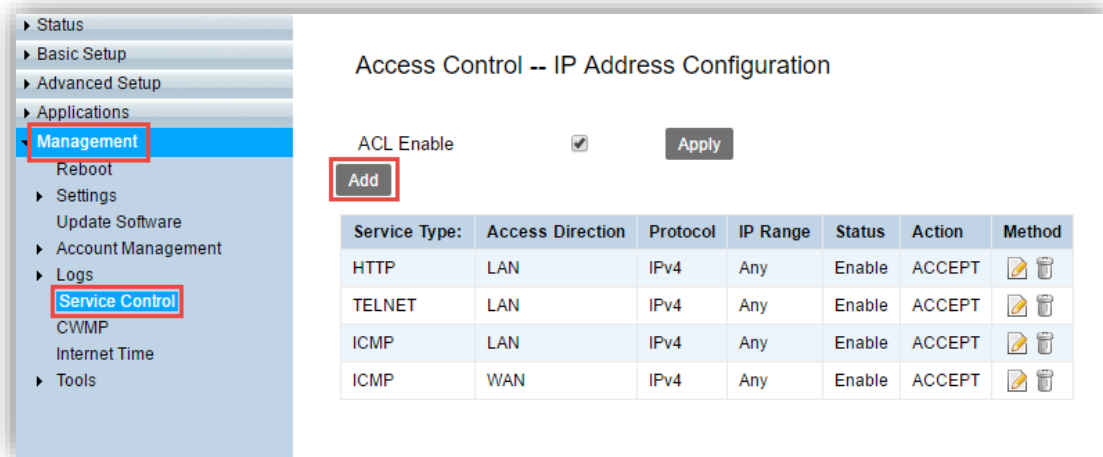 Status
Basic Setup
Advanced Setup
Applications
Management
Reboot
Settings
Update Software
Account Management
Logs
Service Control
CWMP
Internet Time
Tools
Access Control -- IP Address Configuration
ACL Enable Apply
Add
Service Type: Access Direction Protocol IP Range Status Action Method
HTTP LAN IPv4 Any Enable ACCEPT
TELNET LAN IPv4 Any Enable ACCEPT
ICMP LAN IPv4 Any Enable ACCEPT
ICMP WAN IPv4 Any Enable ACCEPT